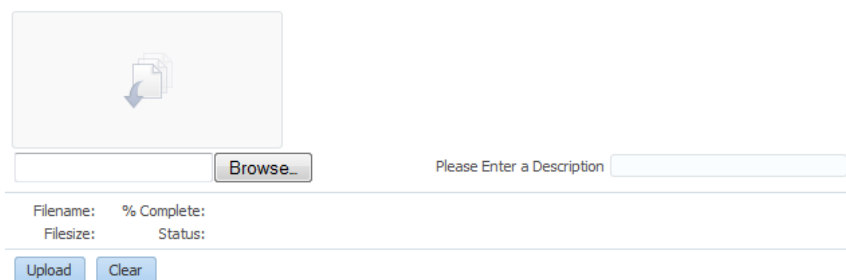 Browse... Please Enter a Description
Filename: % Complete:
Filesize: Status:
Upload Clear